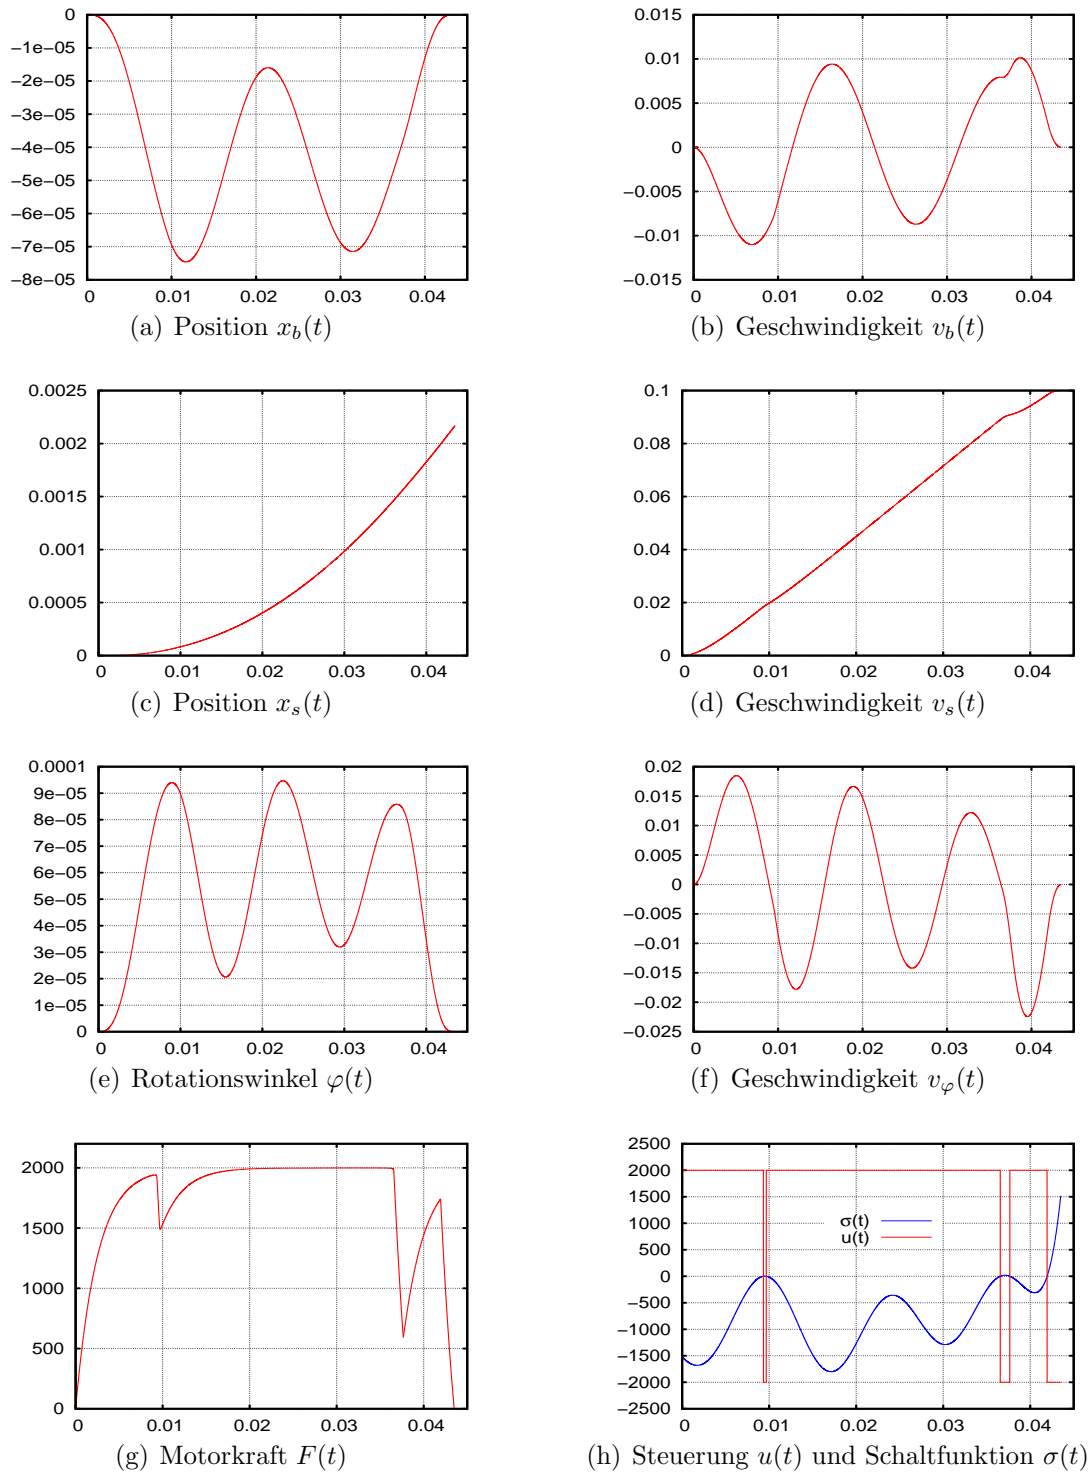 0
−1e−05
−2e−05
−3e−05
−4e−05
−5e−05
−6e−05
−7e−05
−8e−05
0 0.01 0.02 0.03 0.04
(a) Position x_b(t)
0.015
0.01
0.005
0
−0.005
−0.01
−0.015
0 0.01 0.02 0.03 0.04
(b) Geschwindigkeit v_b(t)
0.0025
0.002
0.0015
0.001
0.0005
0
0 0.01 0.02 0.03 0.04
(c) Position x_s(t)
0.1
0.08
0.06
0.04
0.02
0
0 0.01 0.02 0.03 0.04
(d) Geschwindigkeit v_s(t)
0.0001
9e−05
8e−05
7e−05
6e−05
5e−05
4e−05
3e−05
2e−05
1e−05
0
0 0.01 0.02 0.03 0.04
(e) Rotationswinkel φ(t)
0.02
0.015
0.01
0.005
0
−0.005
−0.01
−0.015
−0.02
−0.025
0 0.01 0.02 0.03 0.04
(f) Geschwindigkeit v_φ(t)
2000
1500
1000
500
0
0 0.01 0.02 0.03 0.04
(g) Motorkraft F(t)
2500
2000
1500
1000
500
0
−500
−1000
−1500
−2000
−2500
σ(t)
u(t)
0 0.01 0.02 0.03 0.04
(h) Steuerung u(t) und Schaltfunktion σ(t)